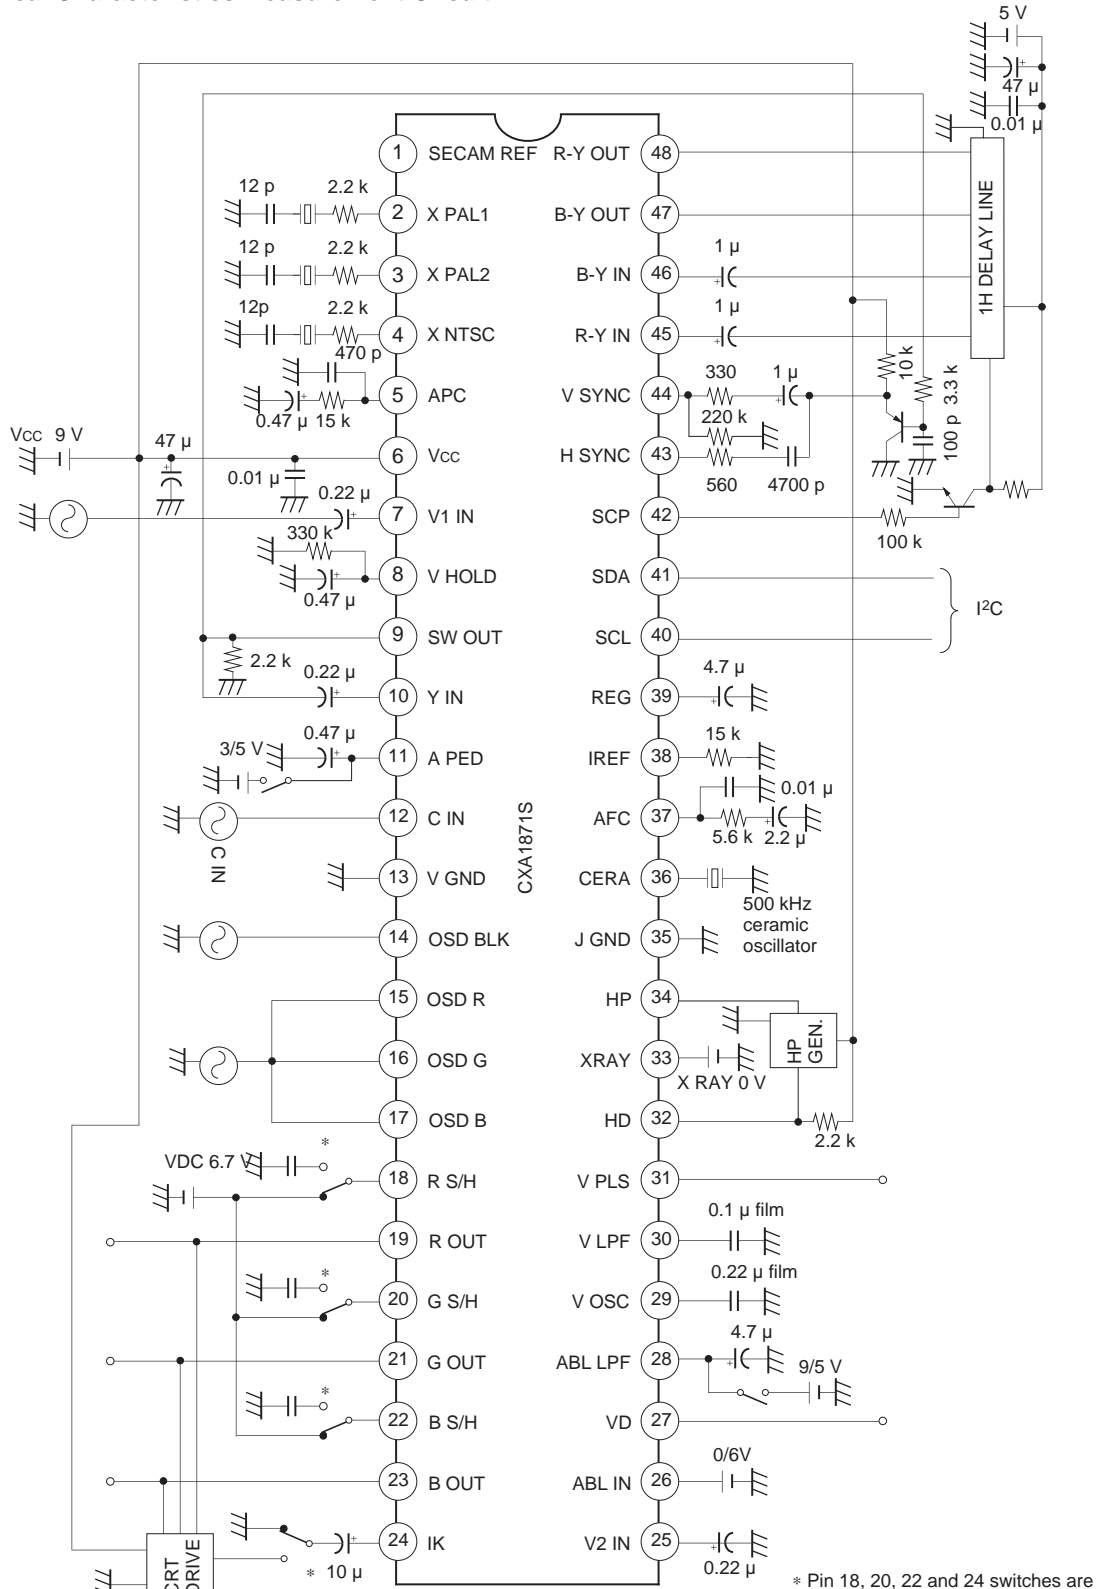 5 V
47 µ
0.01 µ
1 SECAM REF R-Y OUT 48
12 p 2.2 k
2 X PAL1 B-Y OUT 47
12 p 2.2 k
3 X PAL2 B-Y IN 46 1 µ
12p 2.2 k
4 X NTSC R-Y IN 45 1 µ
1H DELAY LINE
470 p
5 APC V SYNC 44 330 1 µ
0.47 µ 15 k
220 k
10 k
3.3 k
100 p
Vcc 9 V 47 µ
6 Vcc H SYNC 43
0.01 µ
560 4700 p
0.22 µ
7 V1 IN SCP 42
100 k
330 k
8 V HOLD SDA 41
0.47 µ
I²C
9 SW OUT SCL 40
2.2 k
0.22 µ
10 Y IN REG 39 4.7 µ
0.47 µ
3/5 V
11 A PED IREF 38 15 k
0.01 µ
12 C IN AFC 37
5.6 k 2.2 µ
C IN
CXA1871S
13 V GND CERA 36
500 kHz
ceramic
oscillator
14 OSD BLK J GND 35
15 OSD R HP 34
HP
GEN.
16 OSD G XRAY 33
X RAY 0 V
17 OSD B HD 32
2.2 k
*
VDC 6.7 V
18 R S/H V PLS 31
0.1 µ film
19 R OUT V LPF 30
*
0.22 µ film
20 G S/H V OSC 29
4.7 µ
21 G OUT ABL LPF 28
9/5 V
*
22 B S/H VD 27
0/6V
23 B OUT ABL IN 26
24 IK V2 IN 25
* 10 µ
0.22 µ
CRT
DRIVE
* Pin 18, 20, 22 and 24 switches are